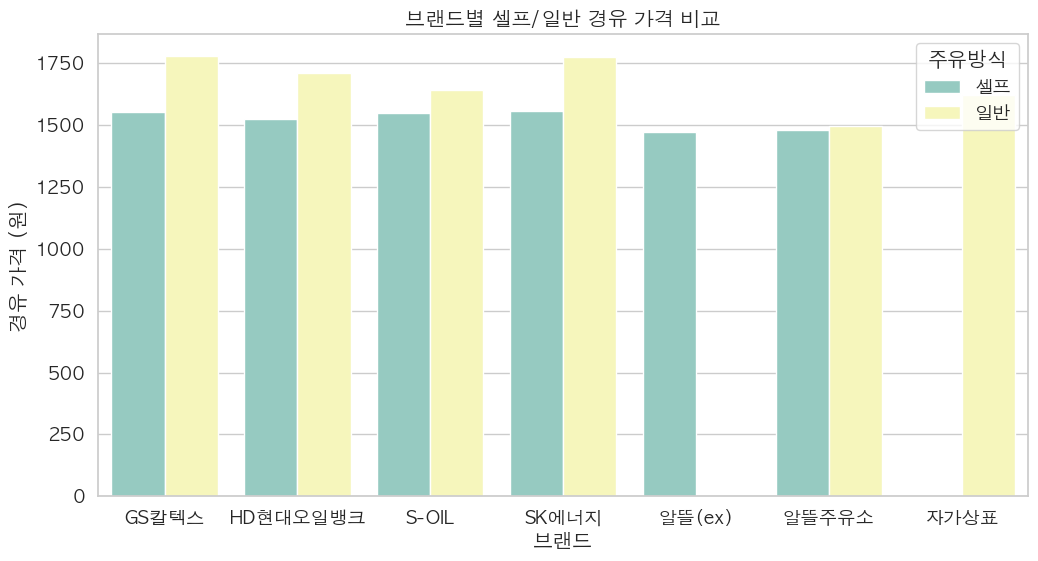 브랜드별 셀프/일반 경유 가격 비교
경유 가격 (원)
1750
1500
1250
1000
750
500
250
0
주유방식
셀프
일반
GS칼텍스 HD현대오일뱅크 S-OIL SK에너지 알뜰(ex) 알뜰주유소 자가상표
브랜드